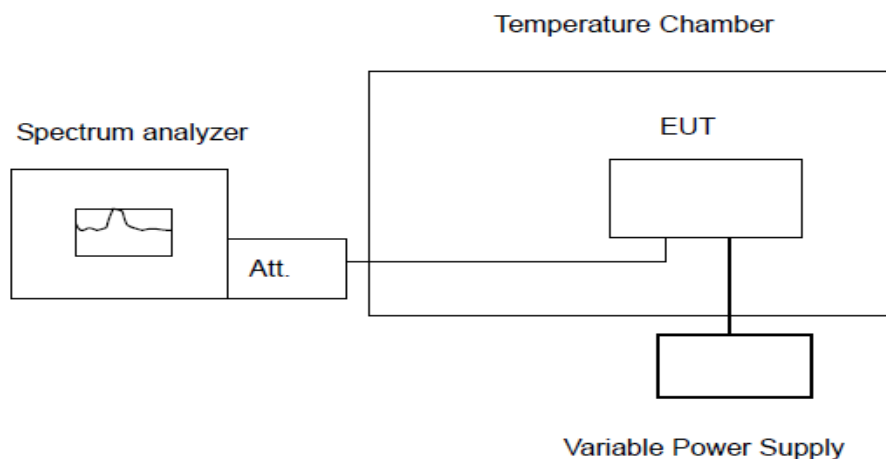 Temperature Chamber
Spectrum analyzer
EUT
Att.
Variable Power Supply